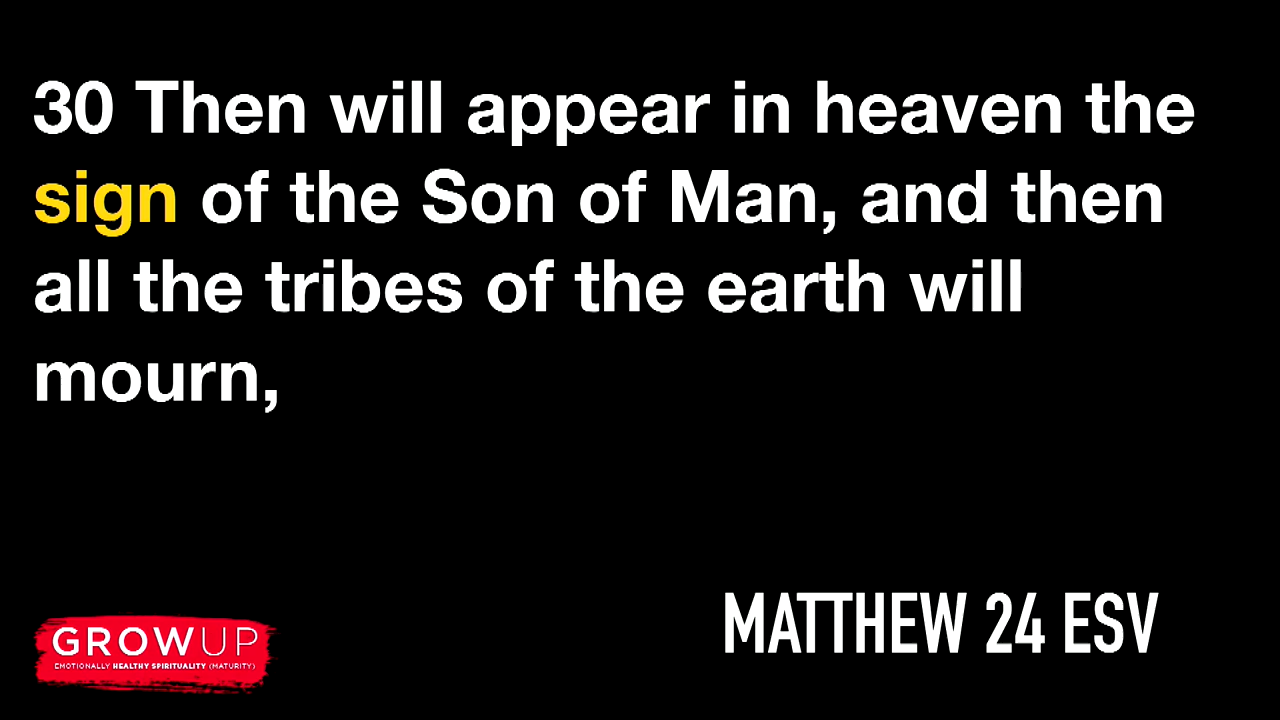 30 Then will appear in heaven the
sign of the Son of Man, and then
all the tribes of the earth will
mourn,
MATTHEW 24 ESV
GROWUP
EMOTIONALLY HEALTHY SPIRITUALITY (MATURITY)